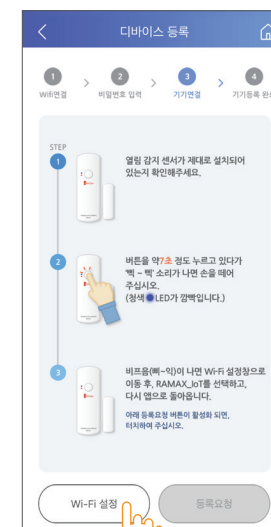 디바이스 등록
1 2 3 4
Wifi연결 > 비밀번호 입력 > 기기연결 > 기기등록 완
STEP
1
열림 감지 센서가 제대로 설치되어
있는지 확인해주세요.
2
버튼을 약7초 정도 누르고 있다가
'삑 – 삑' 소리가 나면 손을 떼어
주십시오.
(청색 LED가 깜빡입니다.)
3
비프음(삐~익)이 나면 Wi-Fi 설정창으로
이동 후, RAMAX_IoT를 선택하고,
다시 앱으로 돌아옵니다.
아래 등록요청 버튼이 활성화 되면,
터치하여 주십시오.
Wi-Fi 설정
등록요청